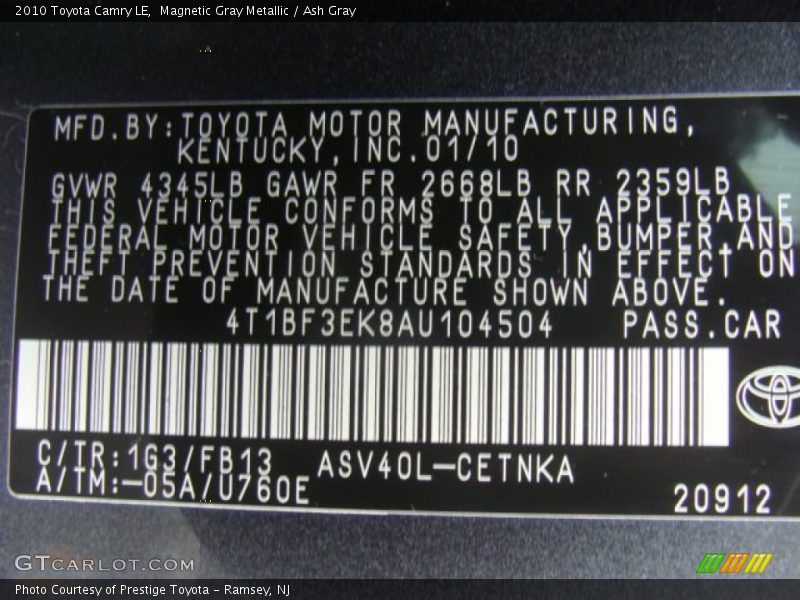 2010 Toyota Camry LE,  Magnetic Gray Metallic / Ash Gray
MFD.BY:TOYOTA MOTOR MANUFACTURING,
KENTUCKY,INC.01/10
GVWR 4345LB GAWR FR 2668LB RR 2359LB
THIS VEHICLE CONFORMS TO ALL APPLICABLE
FEDERAL MOTOR VEHICLE SAFETY,BUMPER,AND
THEFT PREVENTION STANDARDS IN EFFECT ON
THE DATE OF MANUFACTURE SHOWN ABOVE.
4T1BF3EK8AU104504 PASS.CAR
C/TR:1G3/FB13 ASV40L-CETNKA
A/TM:-05A/U760E
20912
GTCARLOT.COM
Photo Courtesy of Prestige Toyota - Ramsey, NJ